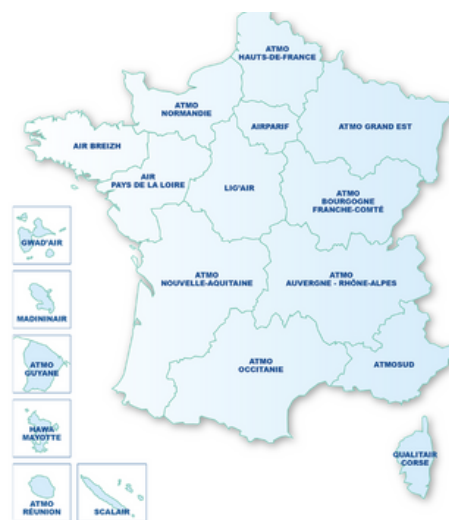 ATMO
HAUTS-DE-FRANCE
ATMO
NORMANDIE
AIRPARIF
ATMO GRAND EST
AIR BREIZH
AIR
PAYS DE LA LOIRE
LIG'AIR
ATMO
BOURGOGNE
FRANCHE-COMTÉ
GWAD'AIR
ATMO
NOUVELLE-AQUITAINE
ATMO
AUVERGNE - RHÔNE-ALPES
MADININAIR
ATMO
GUYANE
ATMO
OCCITANIE
ATMOSUD
HAWA
MAYOTTE
QUALITAIR
CORSE
ATMO
RÉUNION
SCALAIR